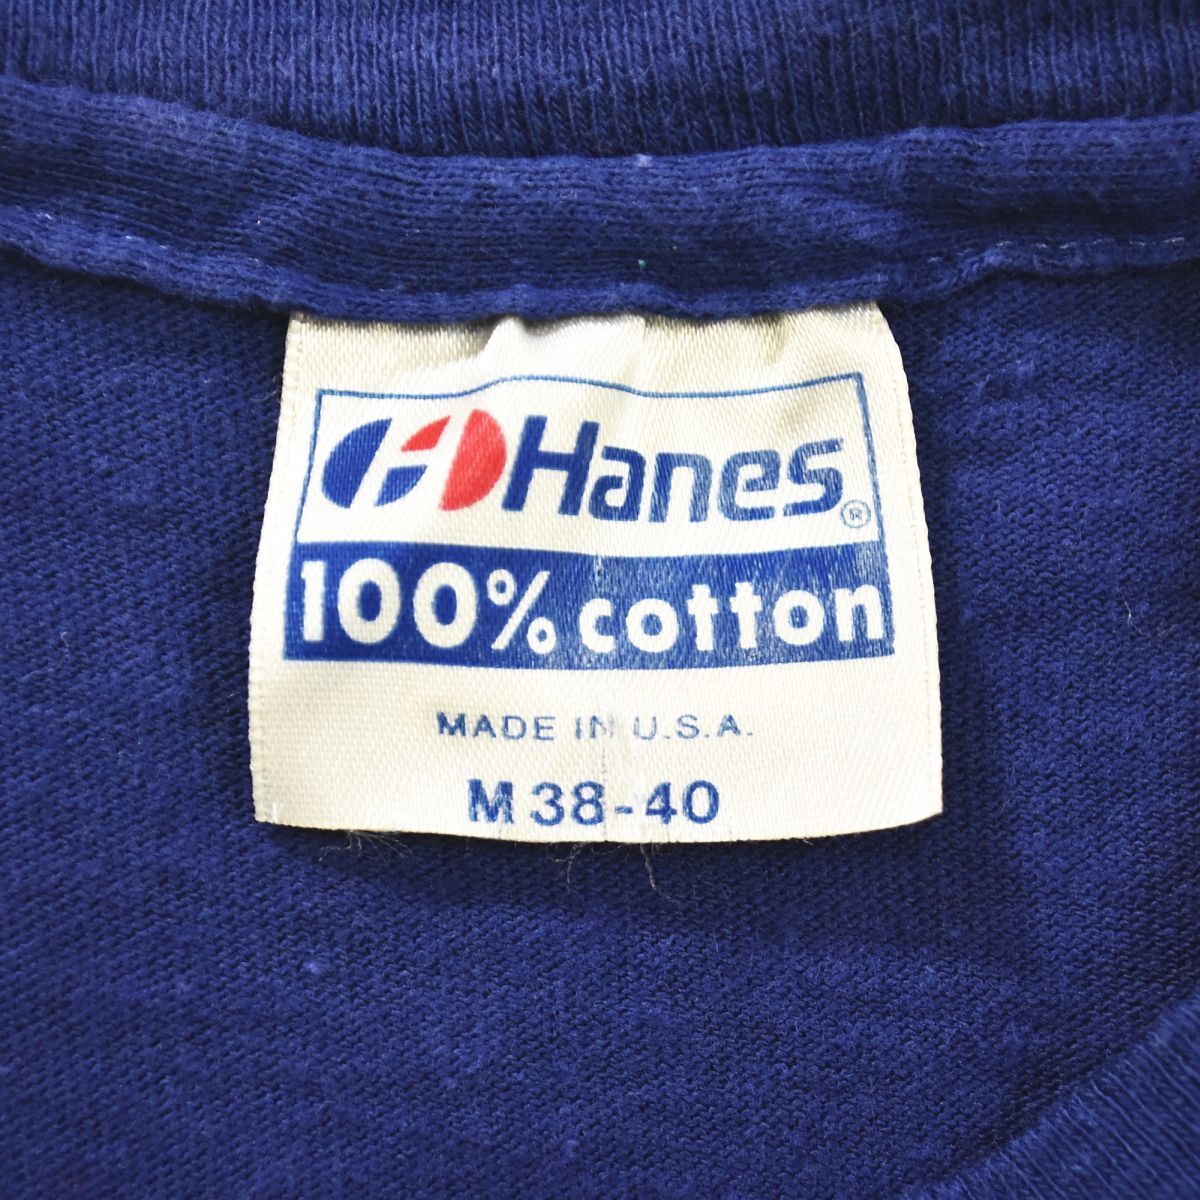 Hanes®
100% cotton
MADE IN U.S.A.
M 38-40